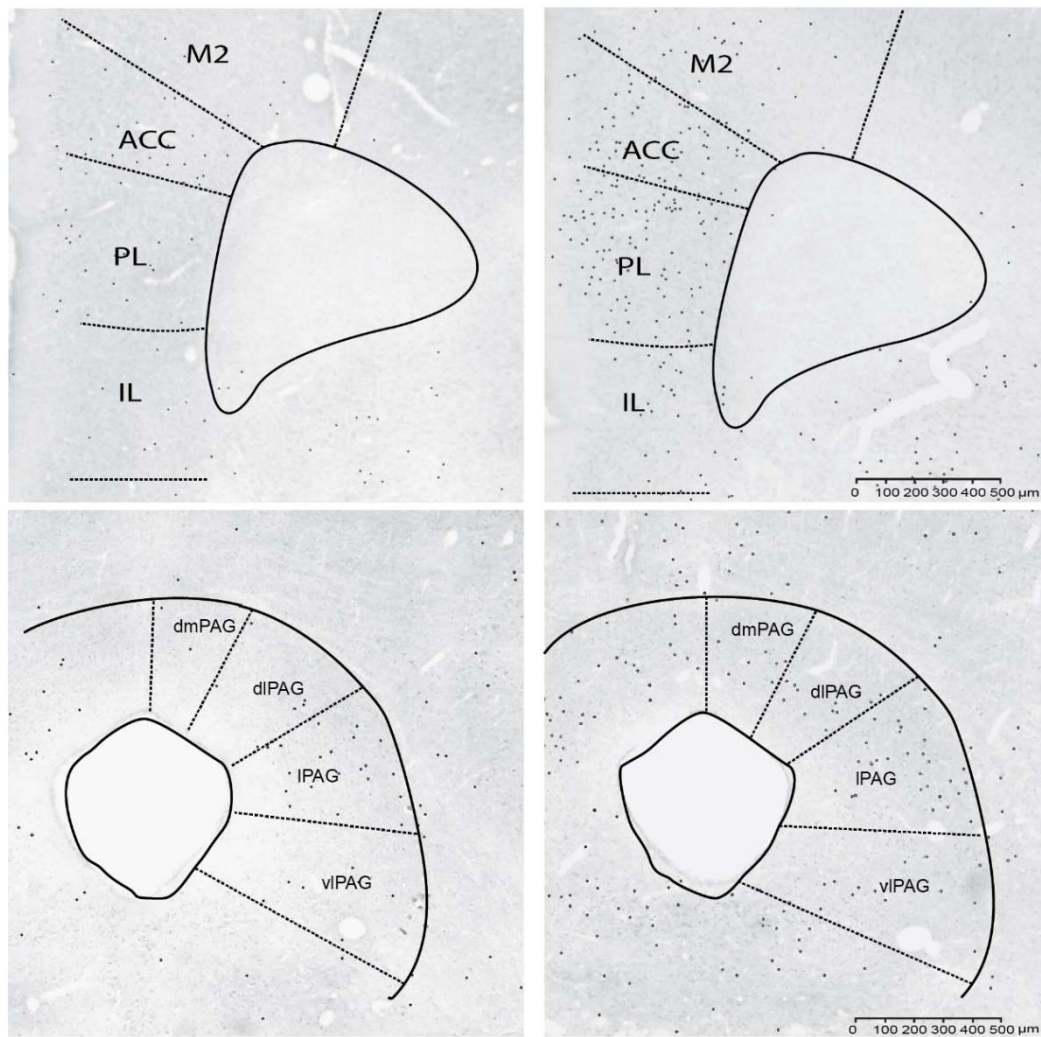 M2
ACC
PL
IL
M2
ACC
PL
IL
0 100 200 300 400 500 µm
dmPAG
dlPAG
lPAG
vlPAG
dmPAG
dlPAG
lPAG
vlPAG
0 100 200 300 400 500 µm